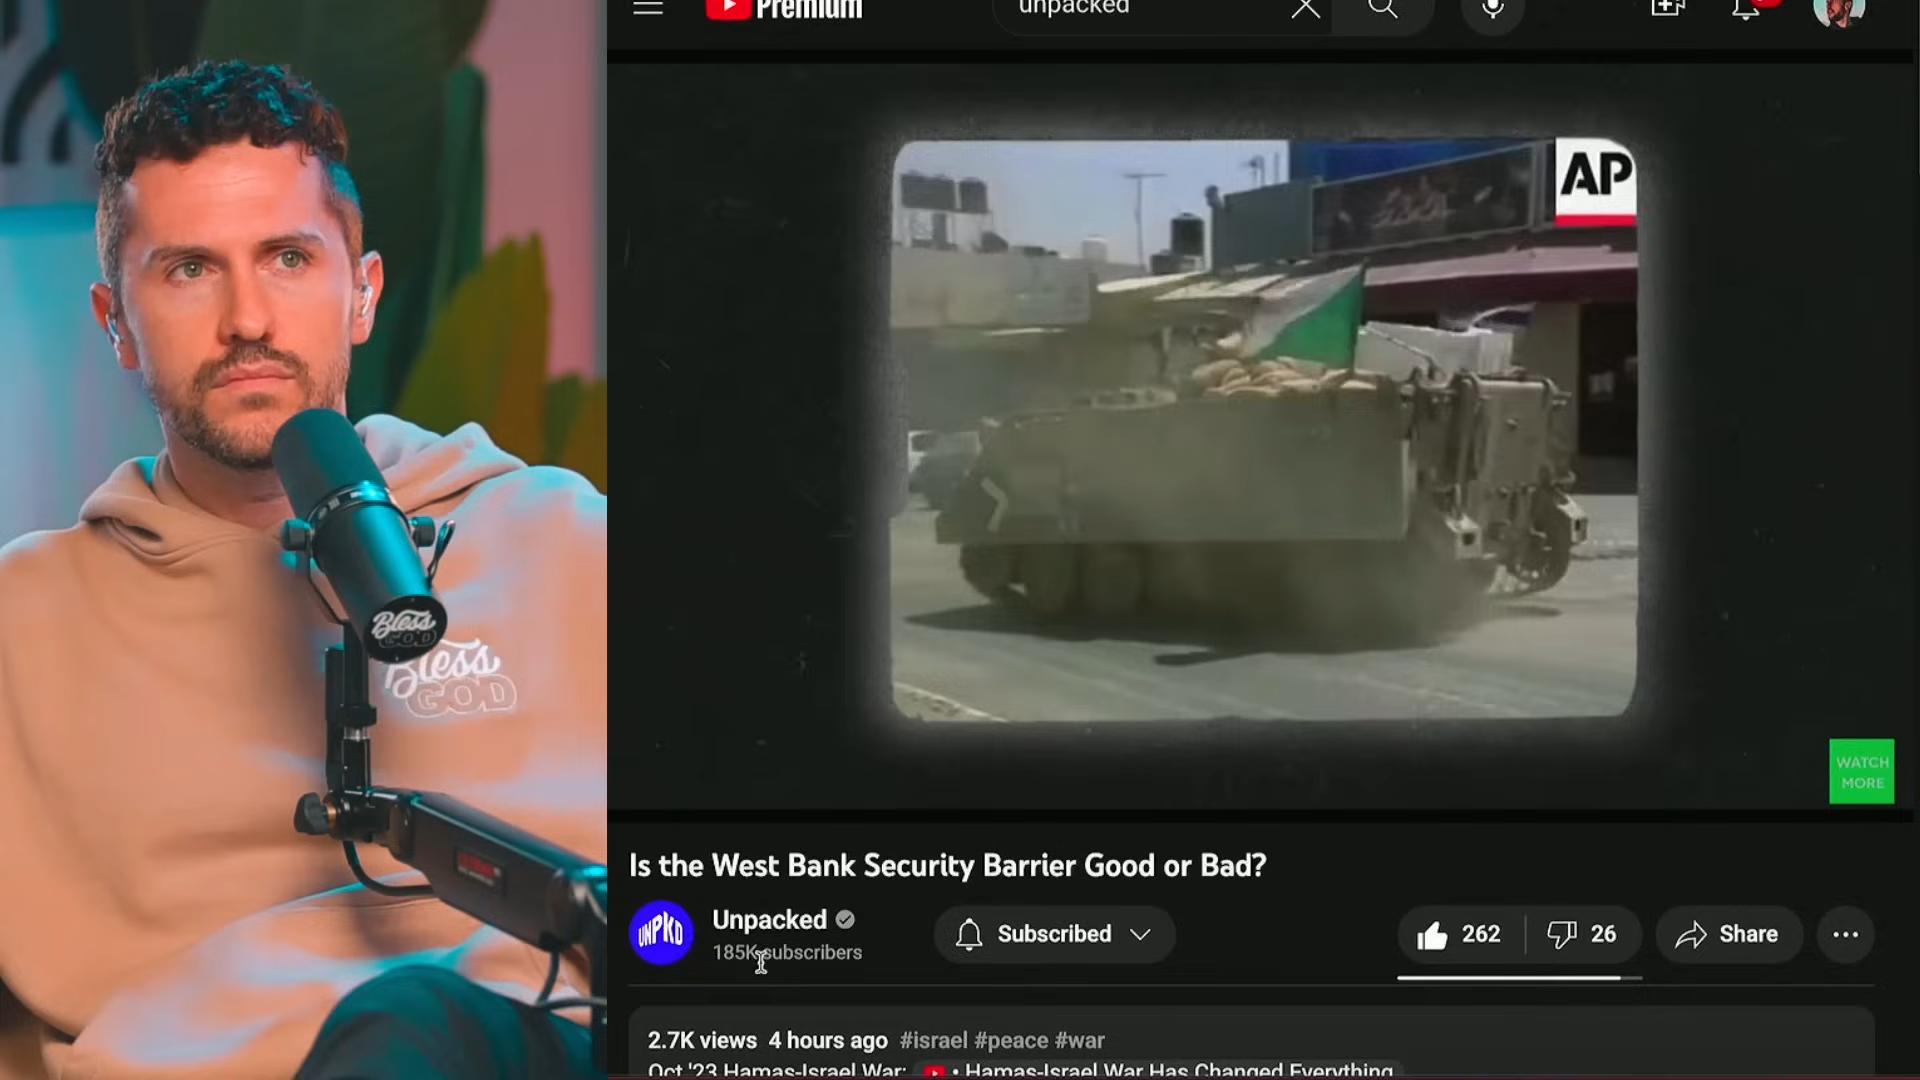 Premium
unpacked
AP
WATCH
MORE
Is the West Bank Security Barrier Good or Bad?
UNPKD
Unpacked
185K subscribers
Subscribed
262
26
Share
2.7K views 4 hours ago #israel #peace #war
Oct '23 Hamas-Israel War: • Hamas-Israel War Has Changed Everything
Bless
GOD
Bless
GOD